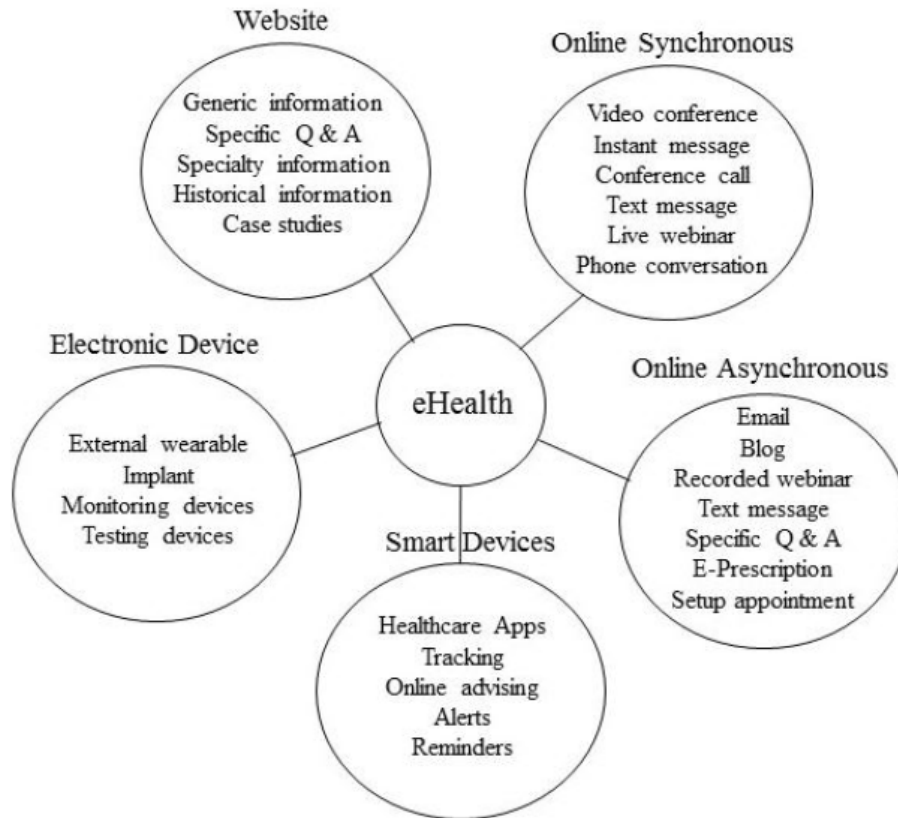 Website
Generic information
Specific Q & A
Specialty information
Historical information
Case studies
Online Synchronous
Video conference
Instant message
Conference call
Text message
Live webinar
Phone conversation
Electronic Device
External wearable
Implant
Monitoring devices
Testing devices
eHealth
Online Asynchronous
Email
Blog
Recorded webinar
Text message
Specific Q & A
E-Prescription
Setup appointment
Smart Devices
Healthcare Apps
Tracking
Online advising
Alerts
Reminders